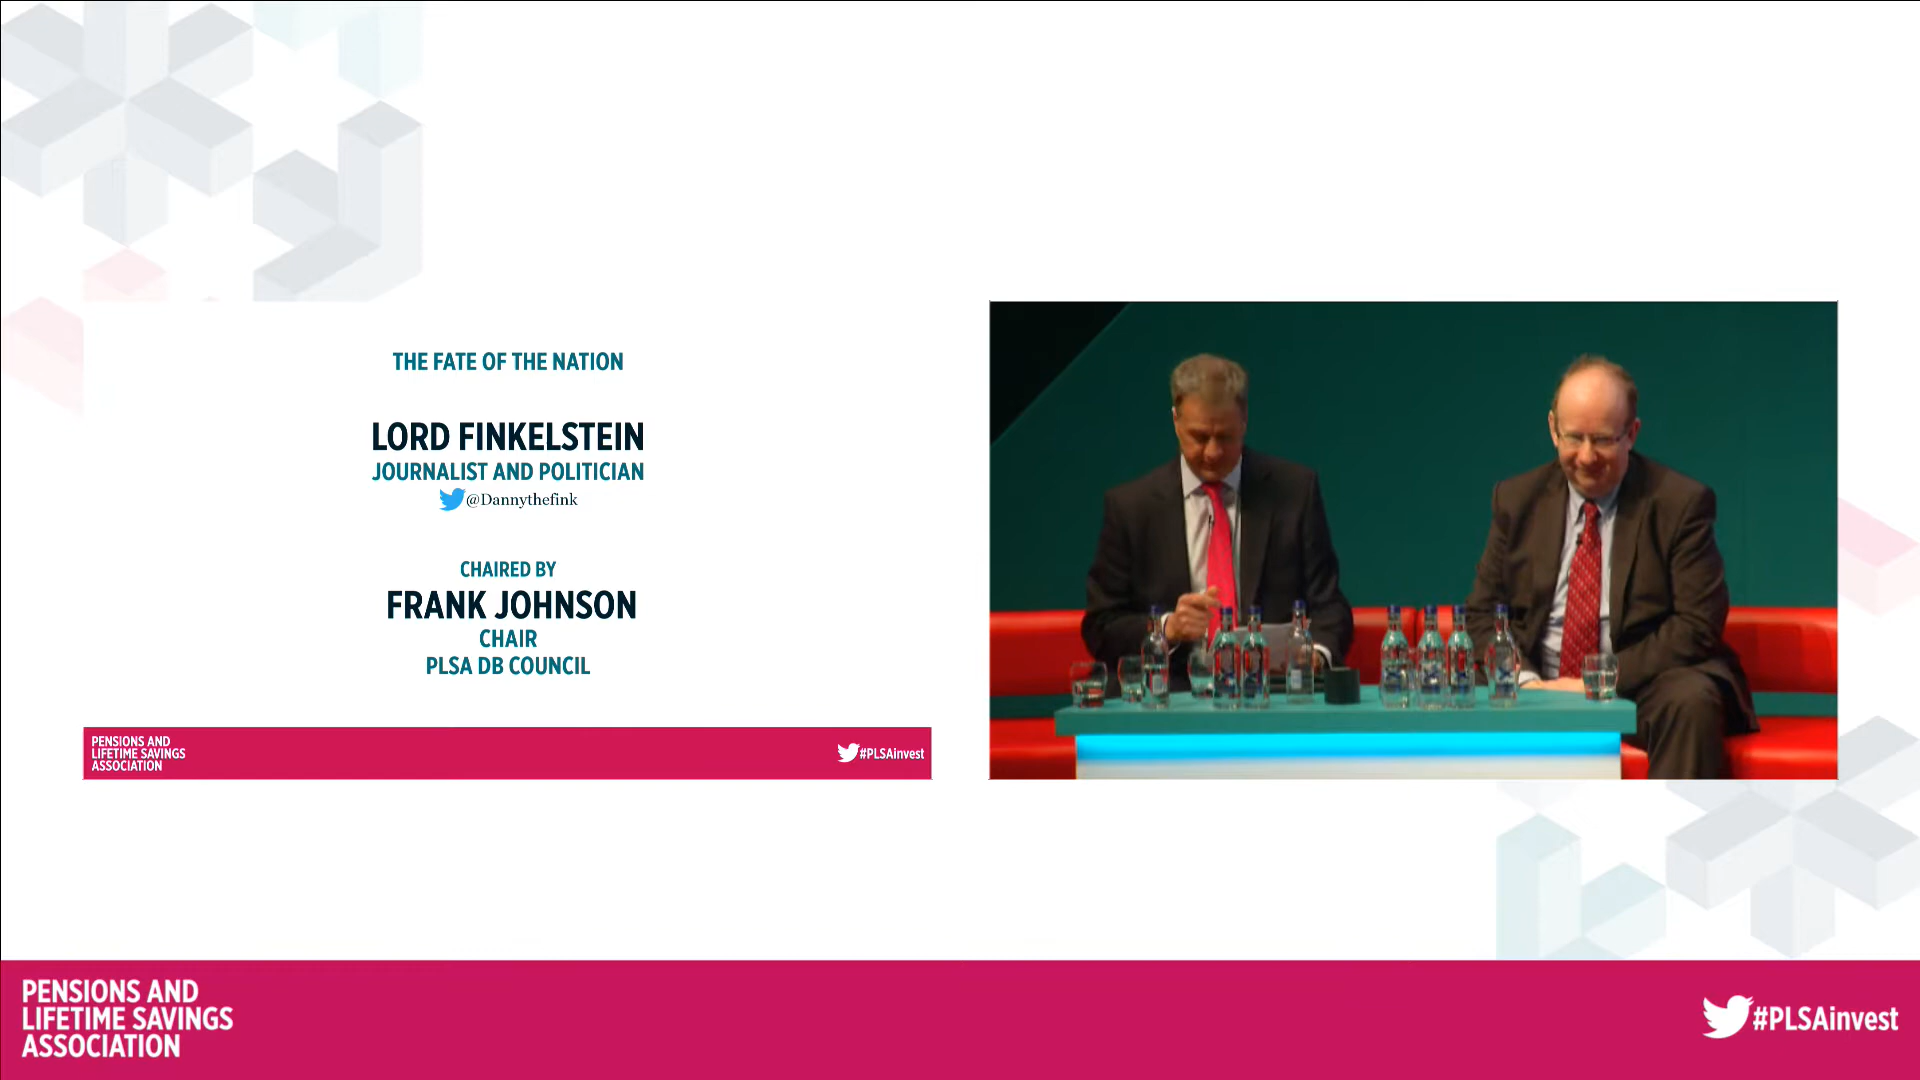 THE FATE OF THE NATION
LORD FINKELSTEIN
JOURNALIST AND POLITICIAN
@Dannythefink
CHAIRED BY
FRANK JOHNSON
CHAIR
PLSA DB COUNCIL
PENSIONS AND
LIFETIME SAVINGS
ASSOCIATION
#PLSAinvest
PENSIONS AND
LIFETIME SAVINGS
ASSOCIATION
#PLSAinvest